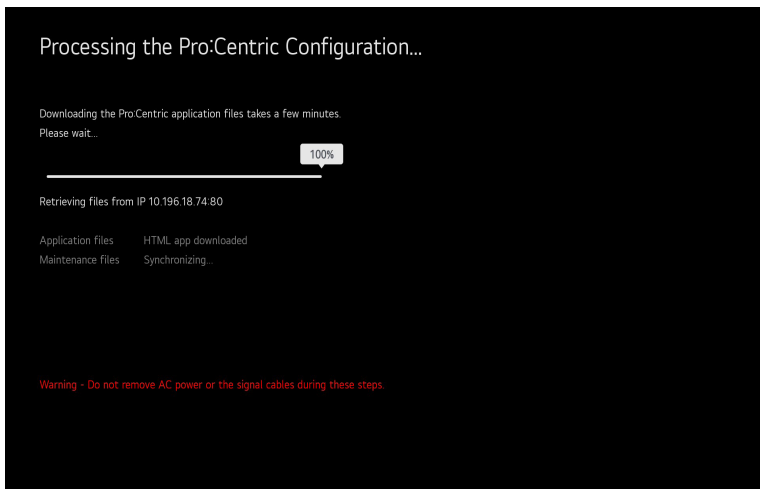 Processing the Pro:Centric Configuration...
Downloading the Pro:Centric application files takes a few minutes.
Please wait...
100%
Retrieving files from IP 10.196.18.74:80
Application files HTML app downloaded
Maintenance files Synchronizing...
Warning - Do not remove AC power or the signal cables during these steps.